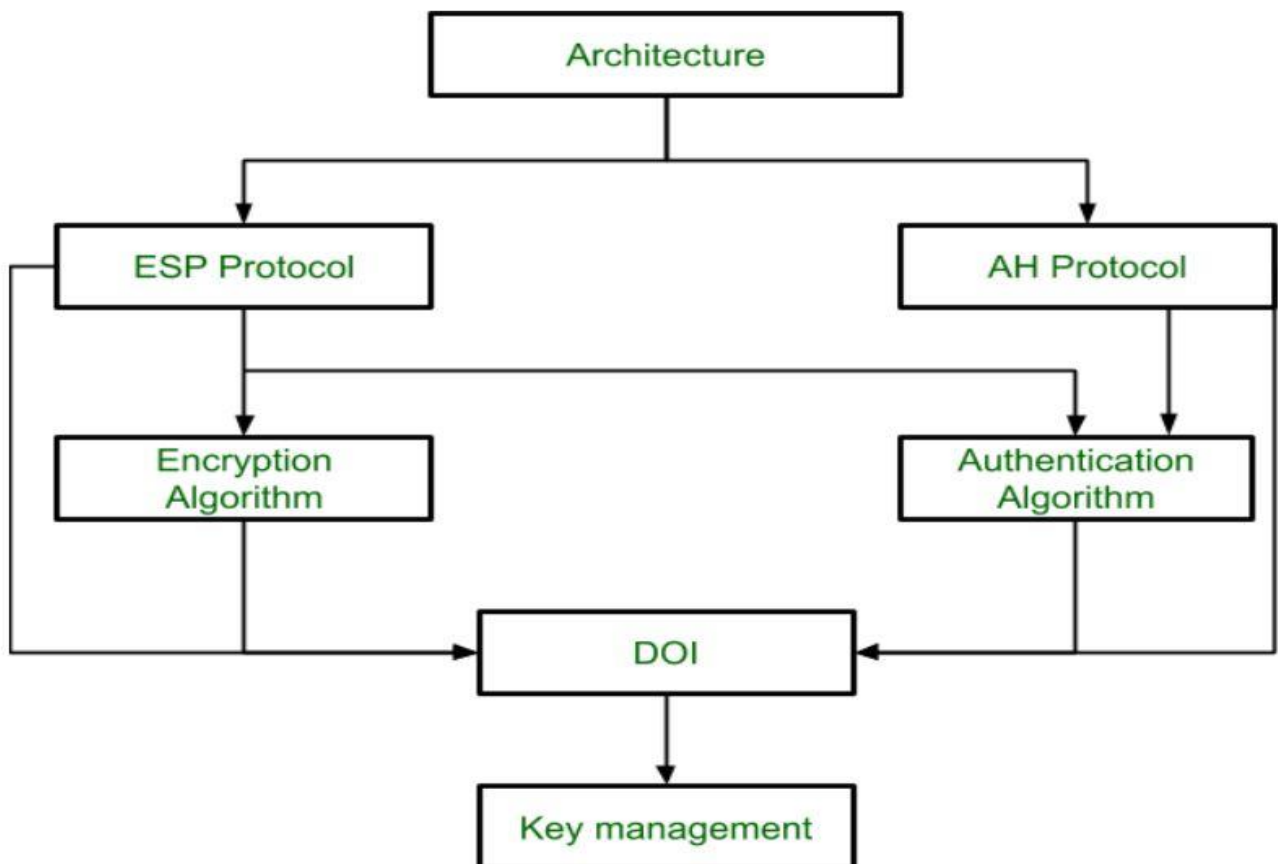 Architecture
ESP Protocol
AH Protocol
Encryption
Algorithm
Authentication
Algorithm
DOI
Key management